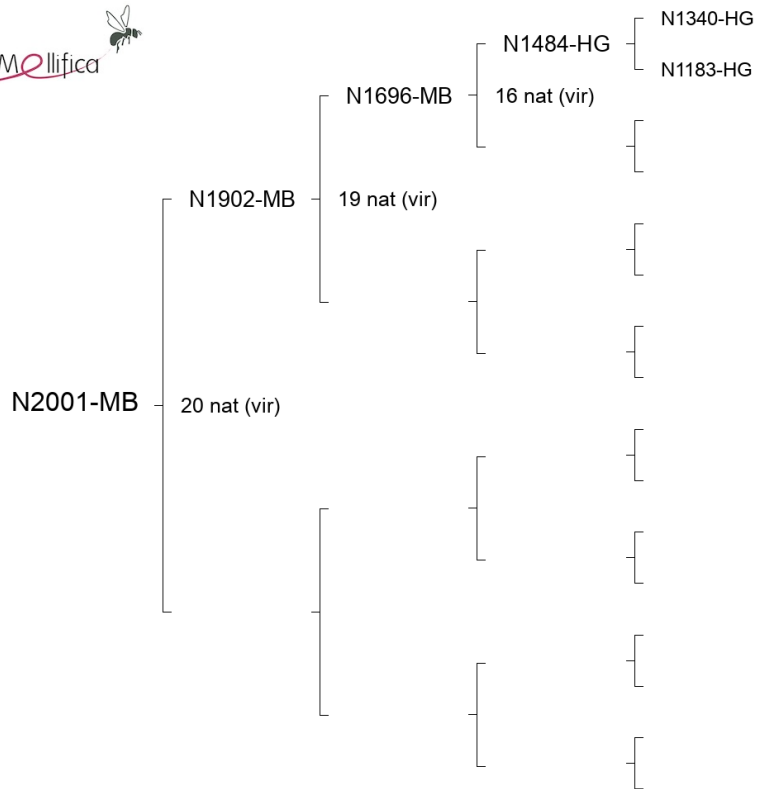 Mellifica
N1340-HG
N1484-HG
N1183-HG
N1696-MB
16 nat (vir)
N1902-MB
19 nat (vir)
N2001-MB
20 nat (vir)